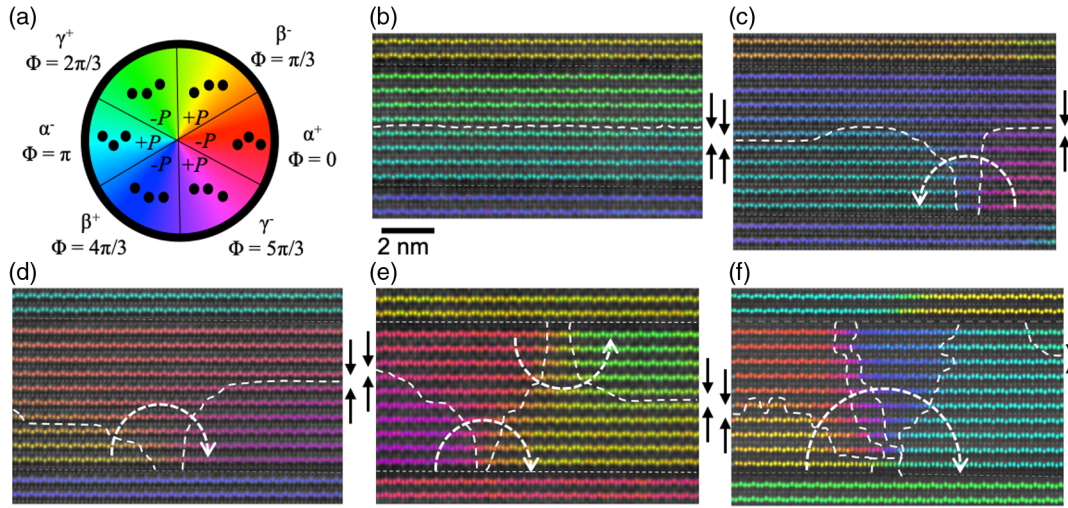 (a)
γ+
Φ = 2π/3
β-
Φ = π/3
α-
Φ = π
α+
Φ = 0
β+
Φ = 4π/3
γ-
Φ = 5π/3
-P
+P
+P
-P
-P
+P
(b)
2 nm
(c)
(d)
(e)
(f)